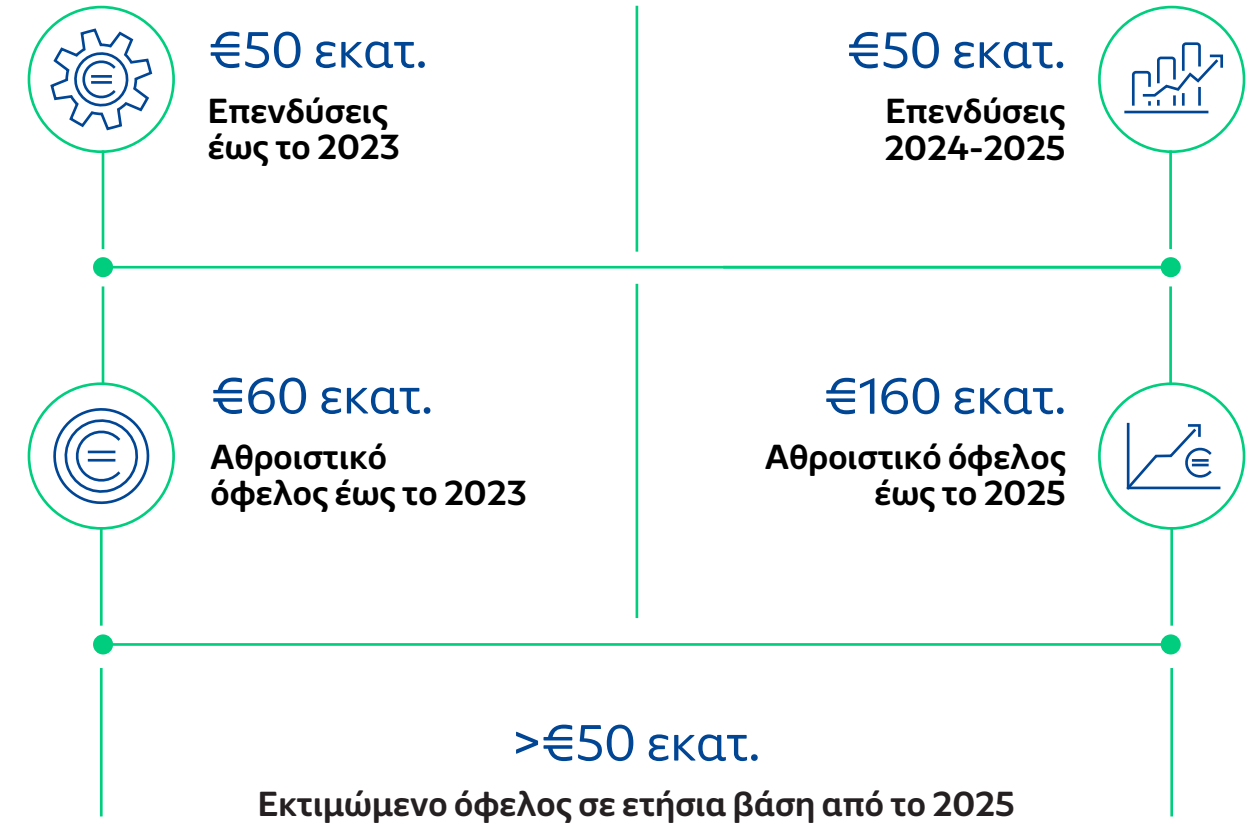 €50 εκατ.
Επενδύσεις
έως το 2023
€50 εκατ.
Επενδύσεις
2024-2025
€60 εκατ.
Αθροιστικό
όφελος έως το 2023
€160 εκατ.
Αθροιστικό όφελος
έως το 2025
>€50 εκατ.
Εκτιμώμενο όφελος σε ετήσια βάση από το 2025